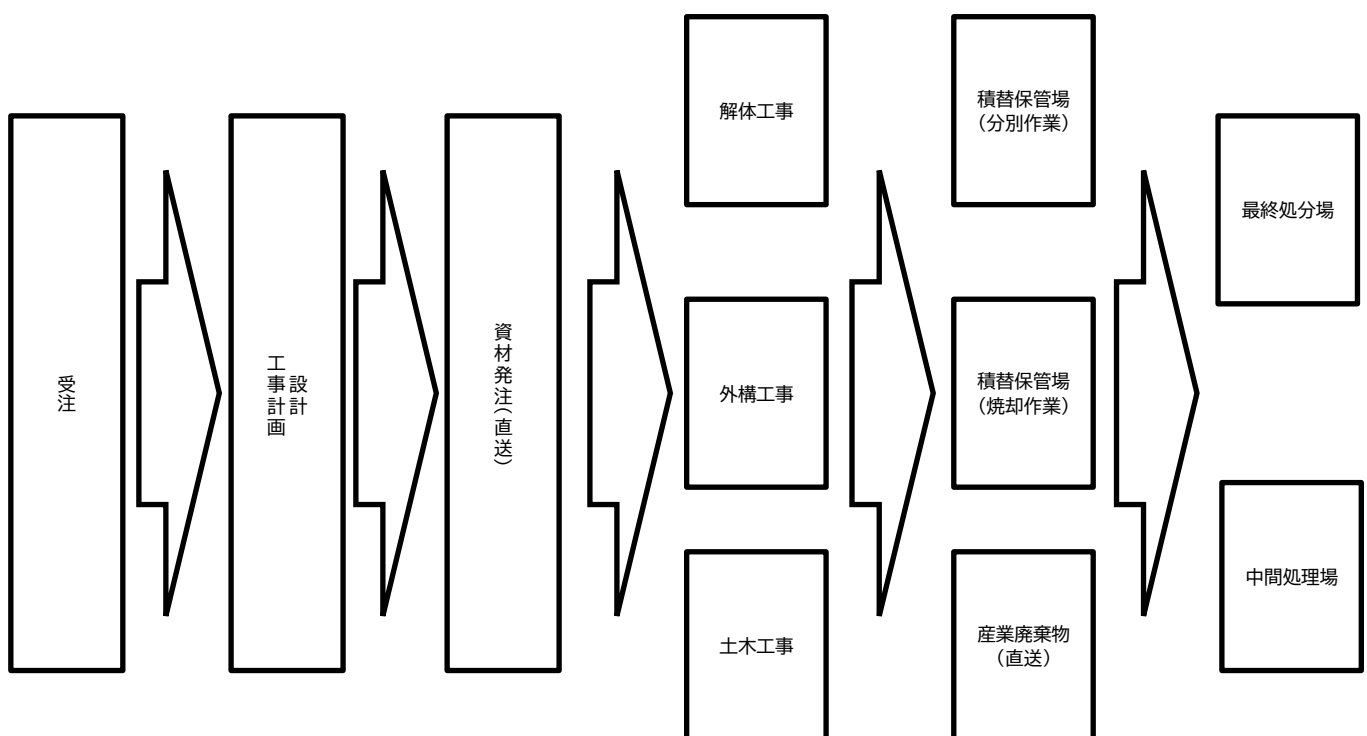 受注
設計
工事計画
資材発注(直送)
解体工事
外構工事
土木工事
積替保管場
（分別作業）
積替保管場
（焼却作業）
産業廃棄物
（直送）
最終処分場
中間処理場